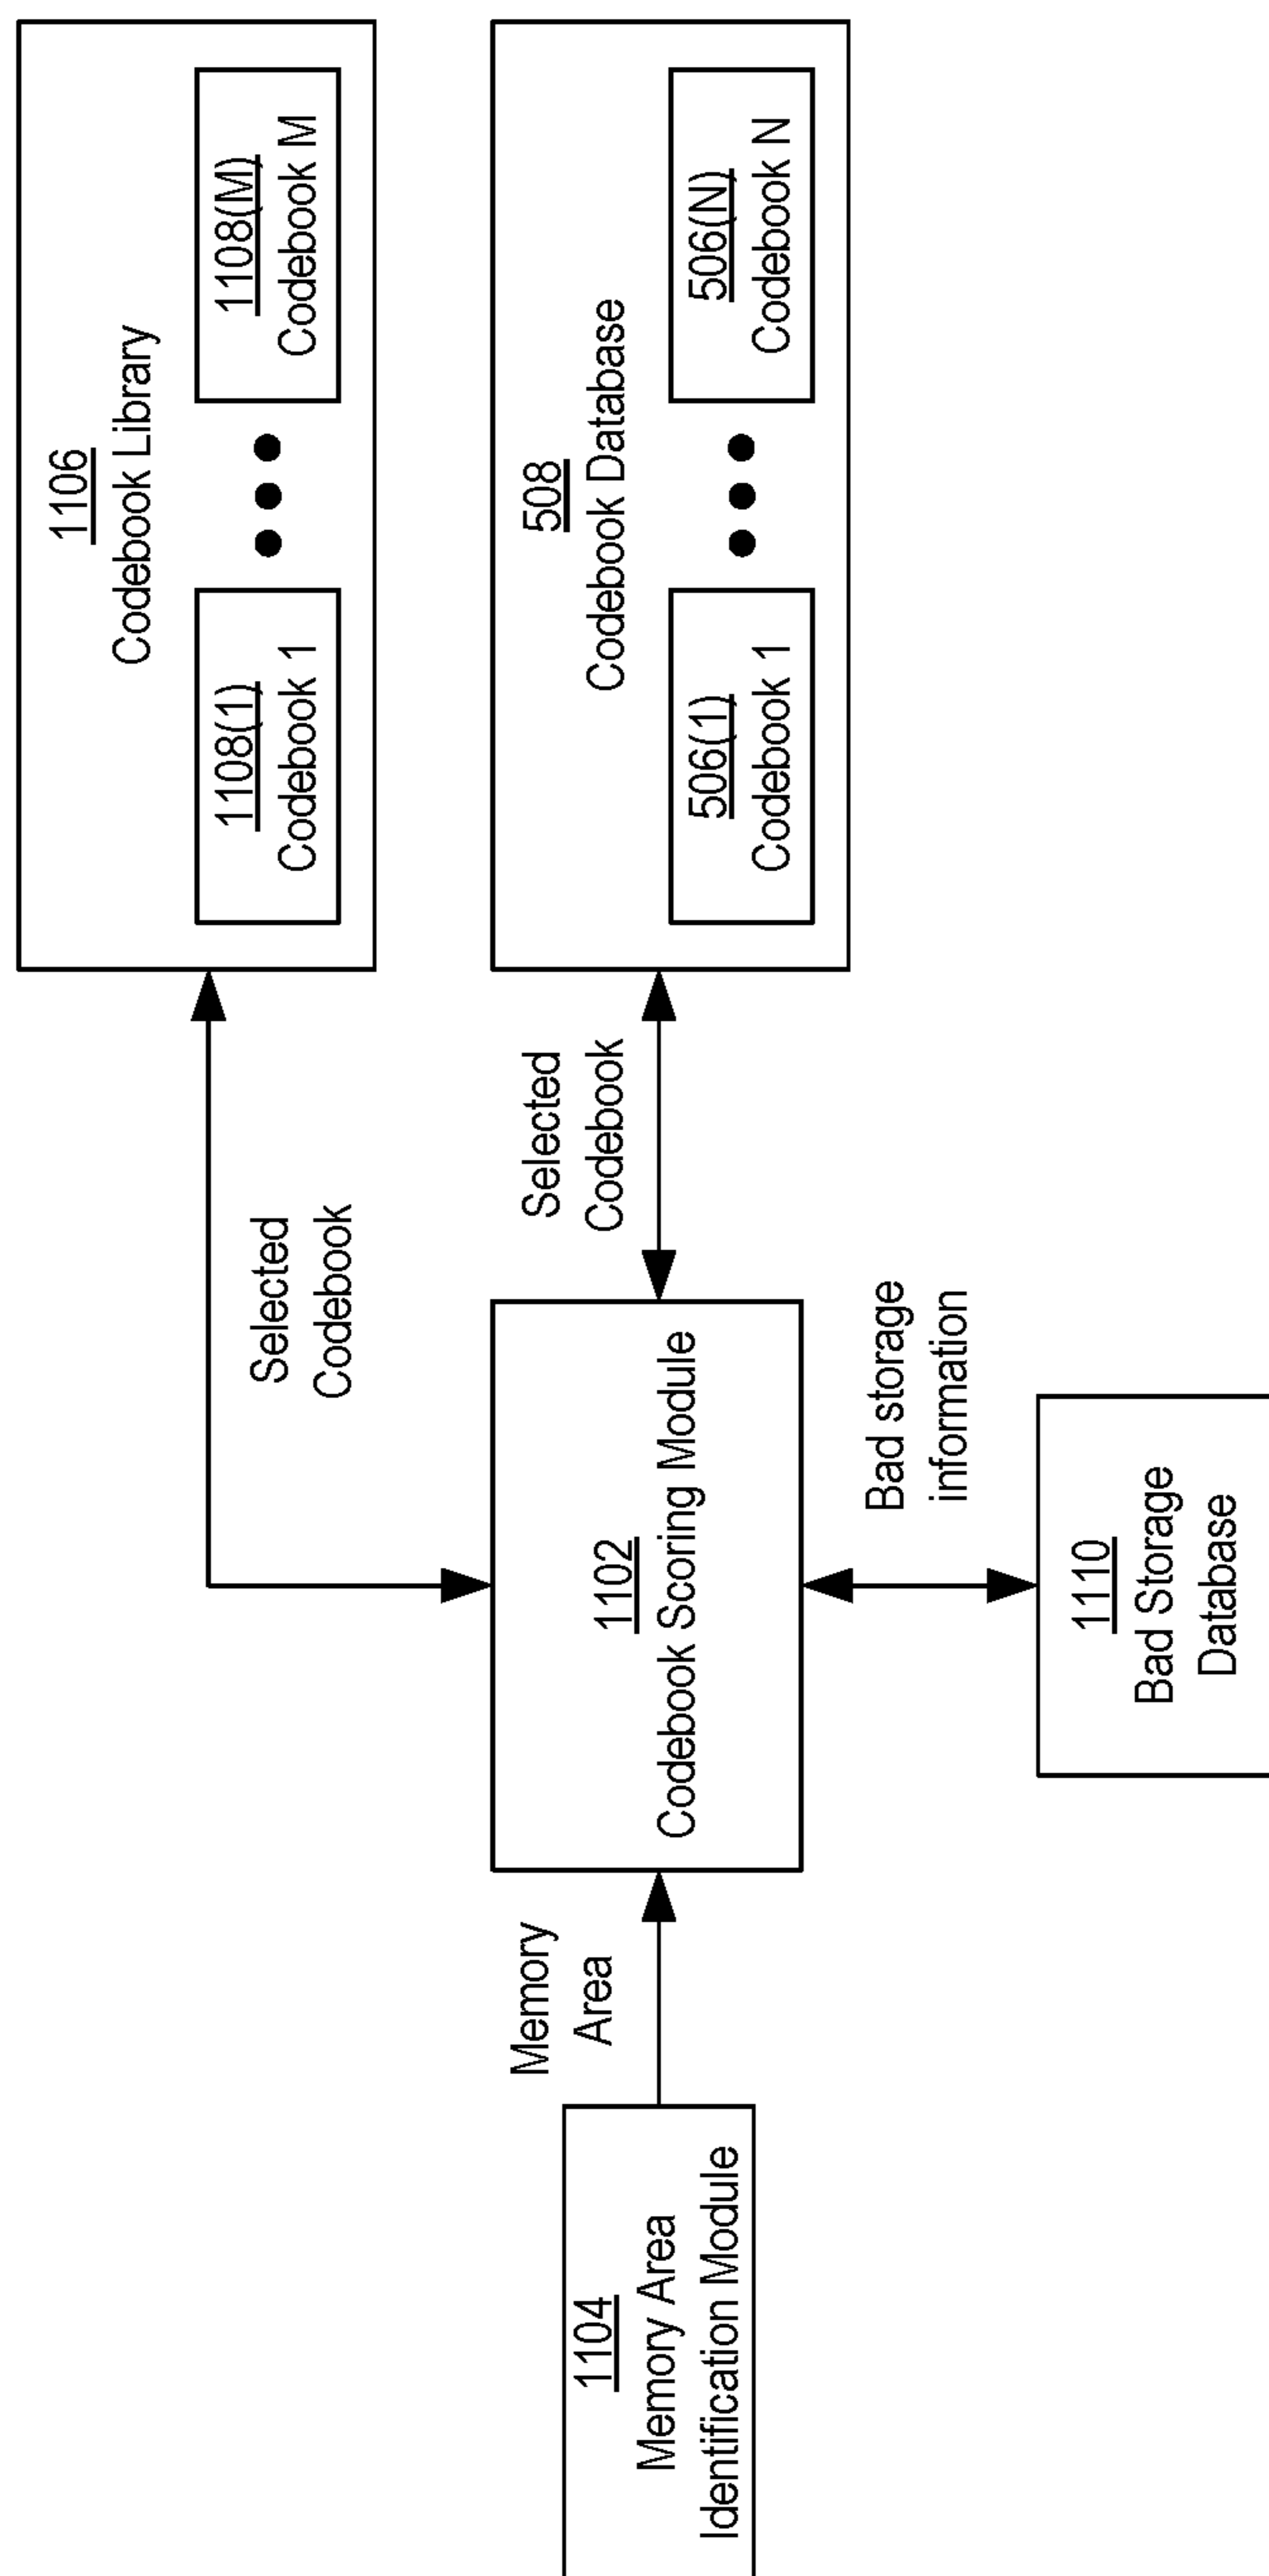 1106
Codebook Library
1108(1)
Codebook 1
1108(M)
Codebook M
Selected
Codebook
508
Codebook Database
506(1)
Codebook 1
506(N)
Codebook N
Selected
Codebook
1102
Codebook Scoring Module
Memory
Area
1104
Memory Area
Identification Module
Bad storage
information
1110
Bad Storage
Database